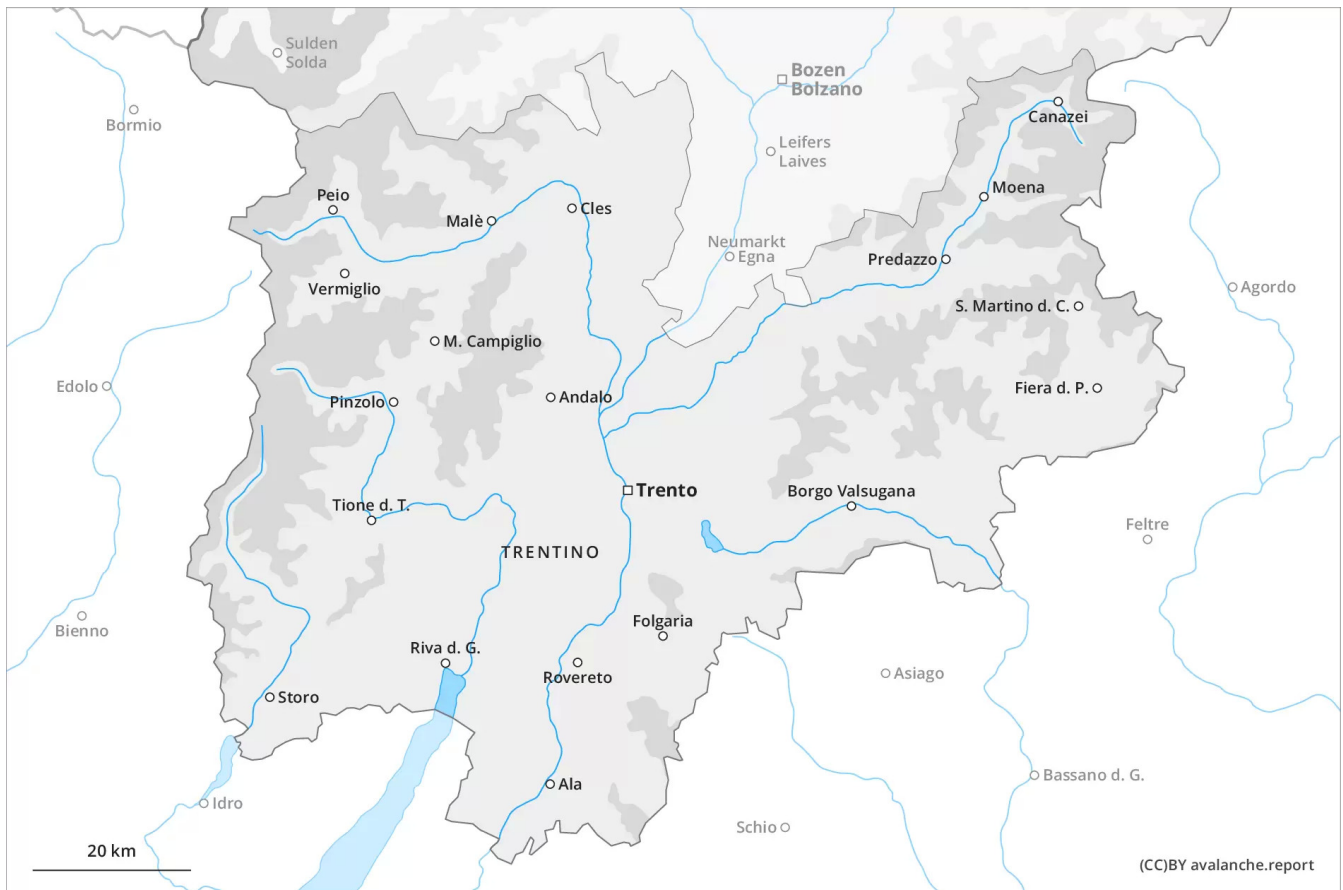 Sulden
Solda
Bozen
Bolzano
Bormio
Canazei
Leifers
Laives
Peio
Moena
Malè
Cles
Neumarkt
Egna
Predazzo
Vermiglio
Agordo
S. Martino d. C.
M. Campiglio
Edolo
Fiera d. P.
Pinzolo
Andalo
Trento
Borgo Valsugana
Tione d. T.
Feltre
TRENTINO
Bienno
Folgaria
Riva d. G.
Asiago
Rovereto
Storo
Bassano d. G.
Ala
Idro
Schio
20 km
(CC)BY avalanche.report